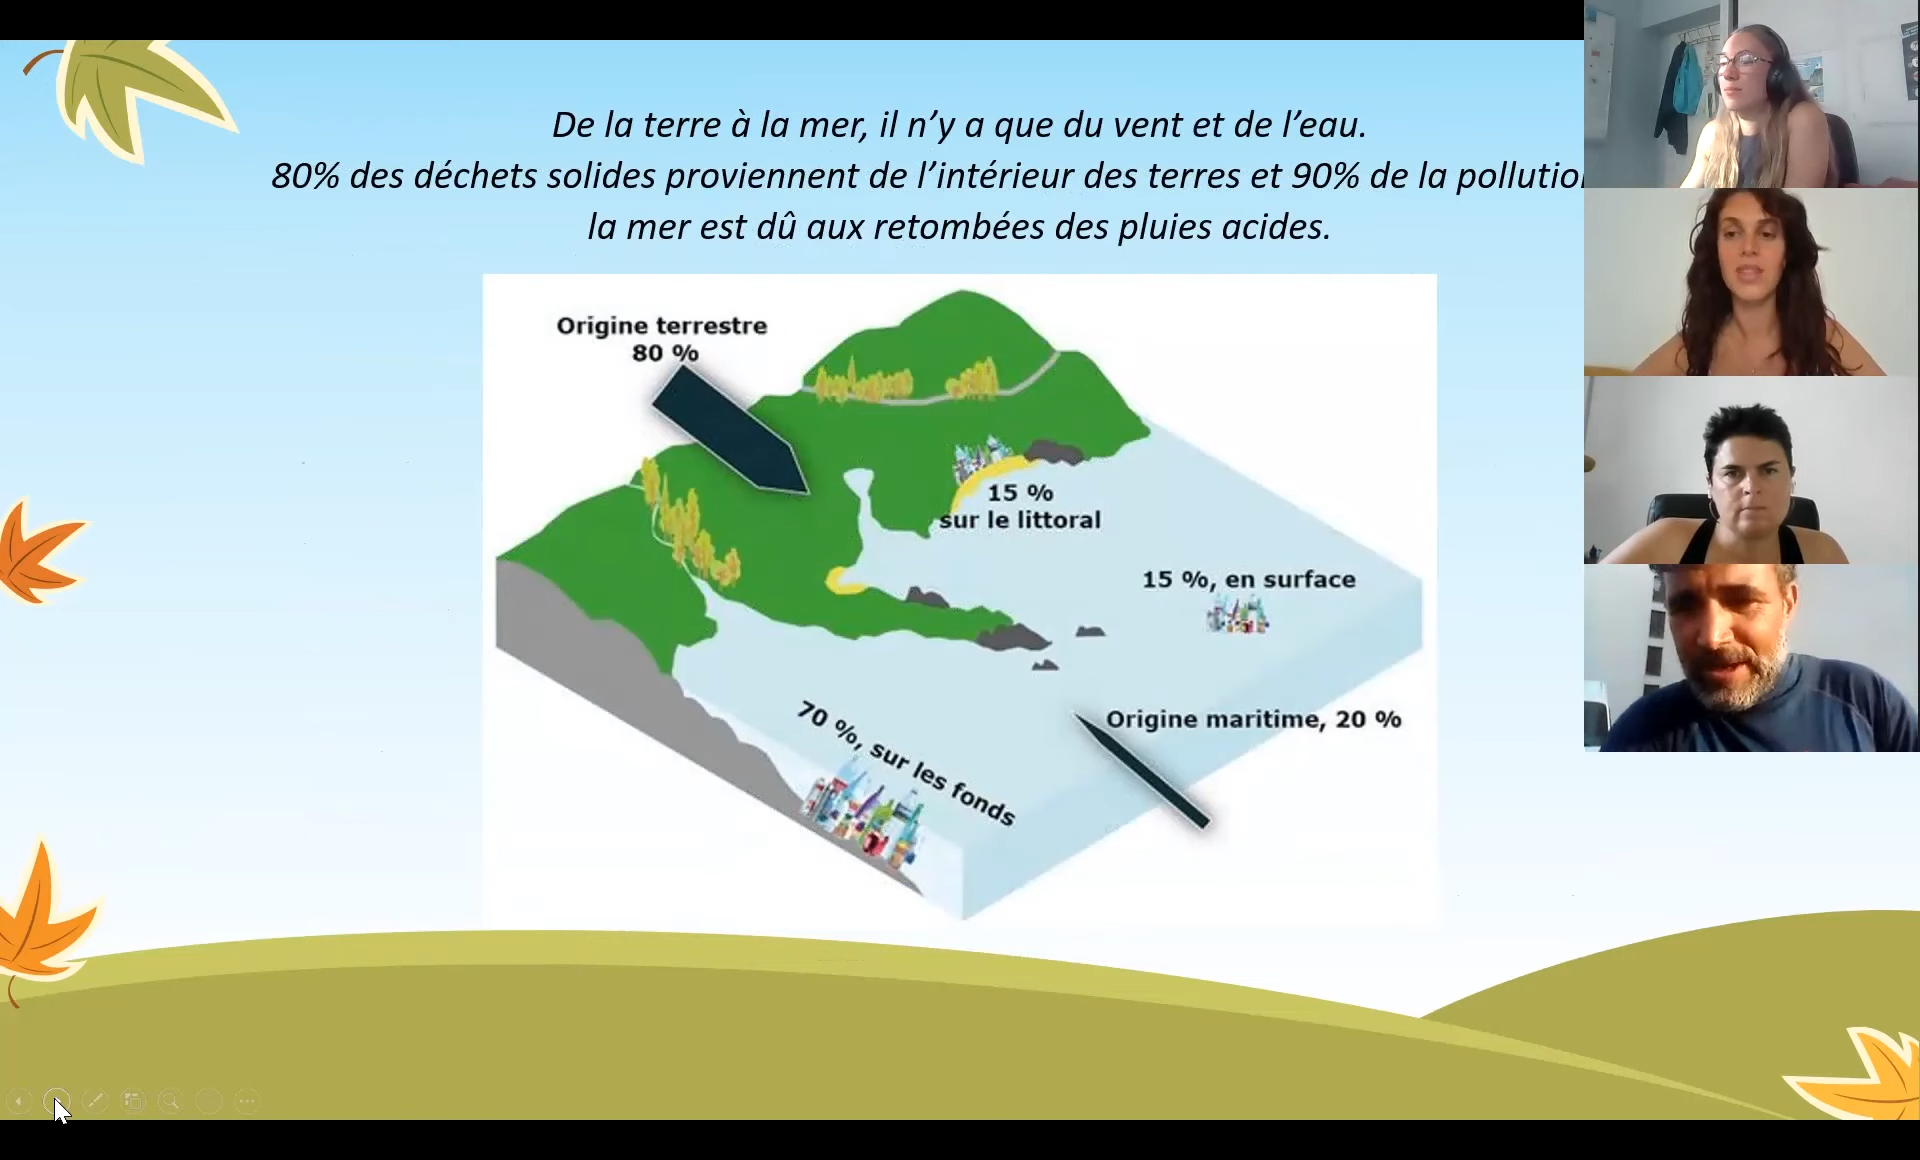 De la terre à la mer, il n’y a que du vent et de l’eau.
80% des déchets solides proviennent de l’intérieur des terres et 90% de la
la mer est dû aux retombées des pluies acides.
Origine terrestre
80 %
15 %
sur le littoral
15 %, en surface
Origine maritime, 20 %
70 %, sur les fonds